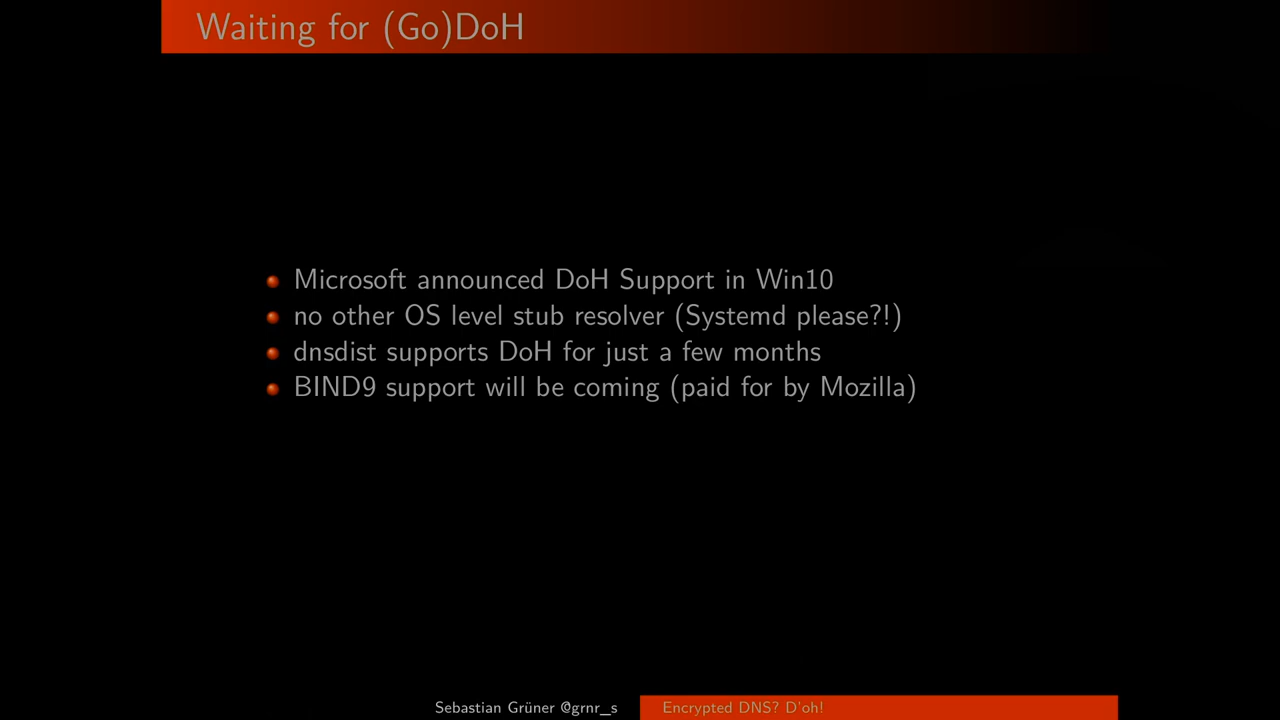 Waiting for (Go)DoH
Microsoft announced DoH Support in Win10
no other OS level stub resolver (Systemd please?!)
dnsdist supports DoH for just a few months
BIND9 support will be coming (paid for by Mozilla)
Sebastian Grüner @grnr_s
Encrypted DNS? D'oh!